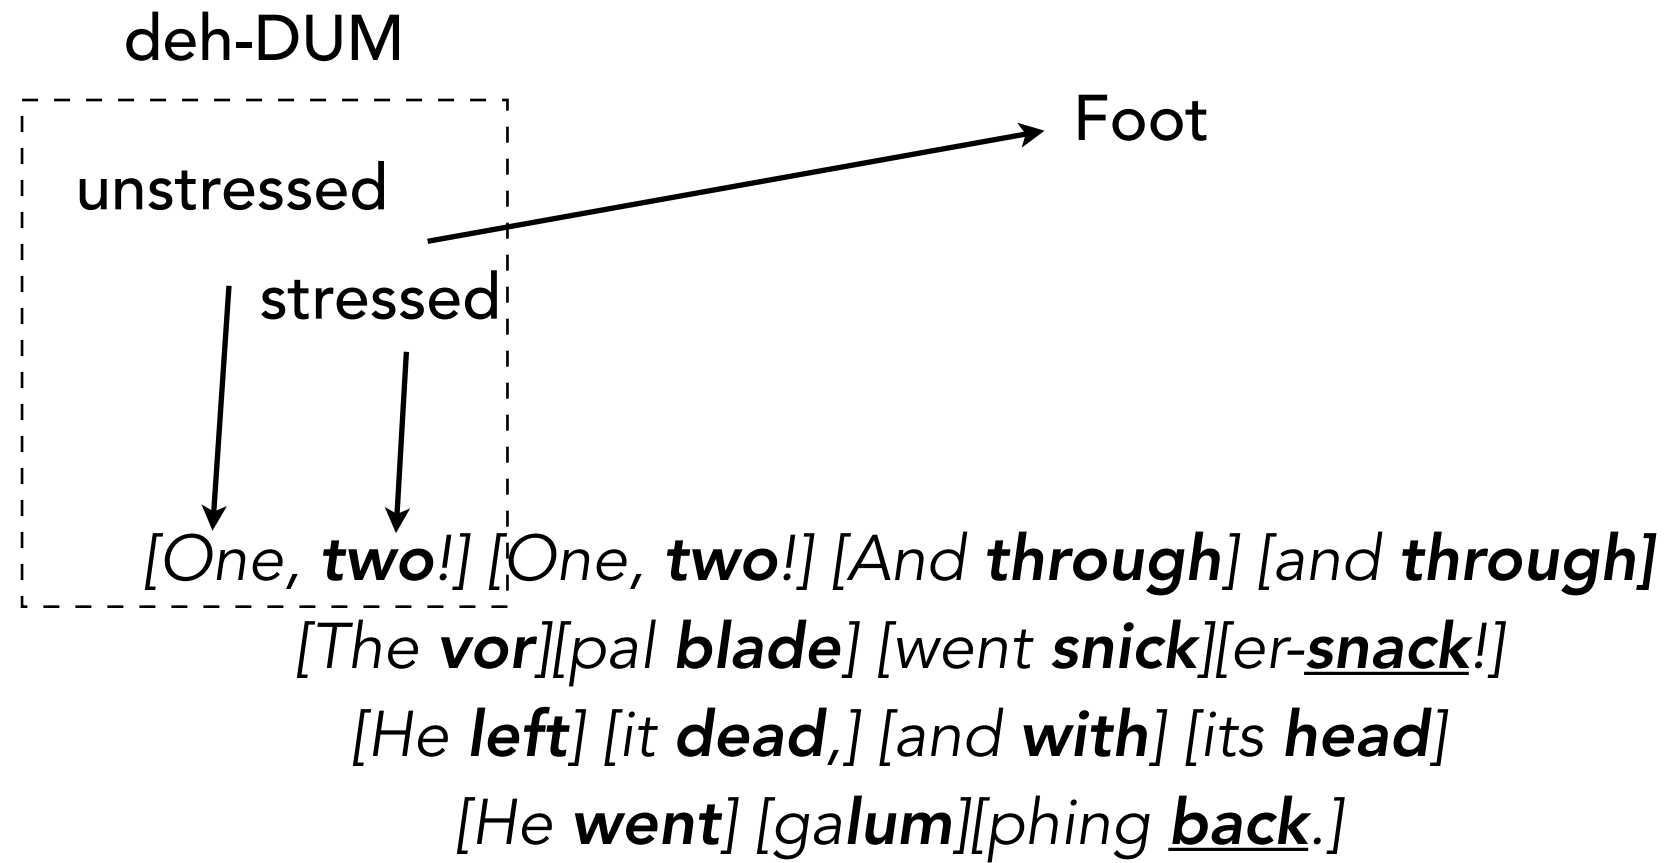 deh-DUM
Foot
unstressed
stressed
[One, two!] [One, two!] [And through] [and through]
[The vor][pal blade] [went snick][er-snack!]
[He left] [it dead,] [and with] [its head]
[He went] [galum][phing back.]